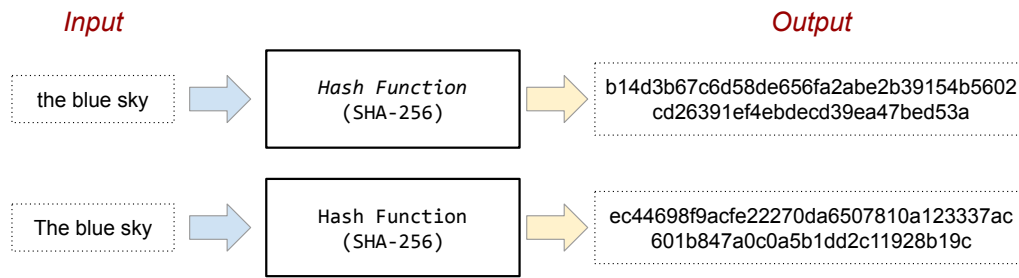 Input
Output
the blue sky
Hash Function
(SHA-256)
b14d3b67c6d58de656fa2abe2b39154b5602
cd26391ef4ebdecd39ea47bed53a
The blue sky
Hash Function
(SHA-256)
ec44698f9acfe22270da6507810a123337ac
601b847a0c0a5b1dd2c11928b19c